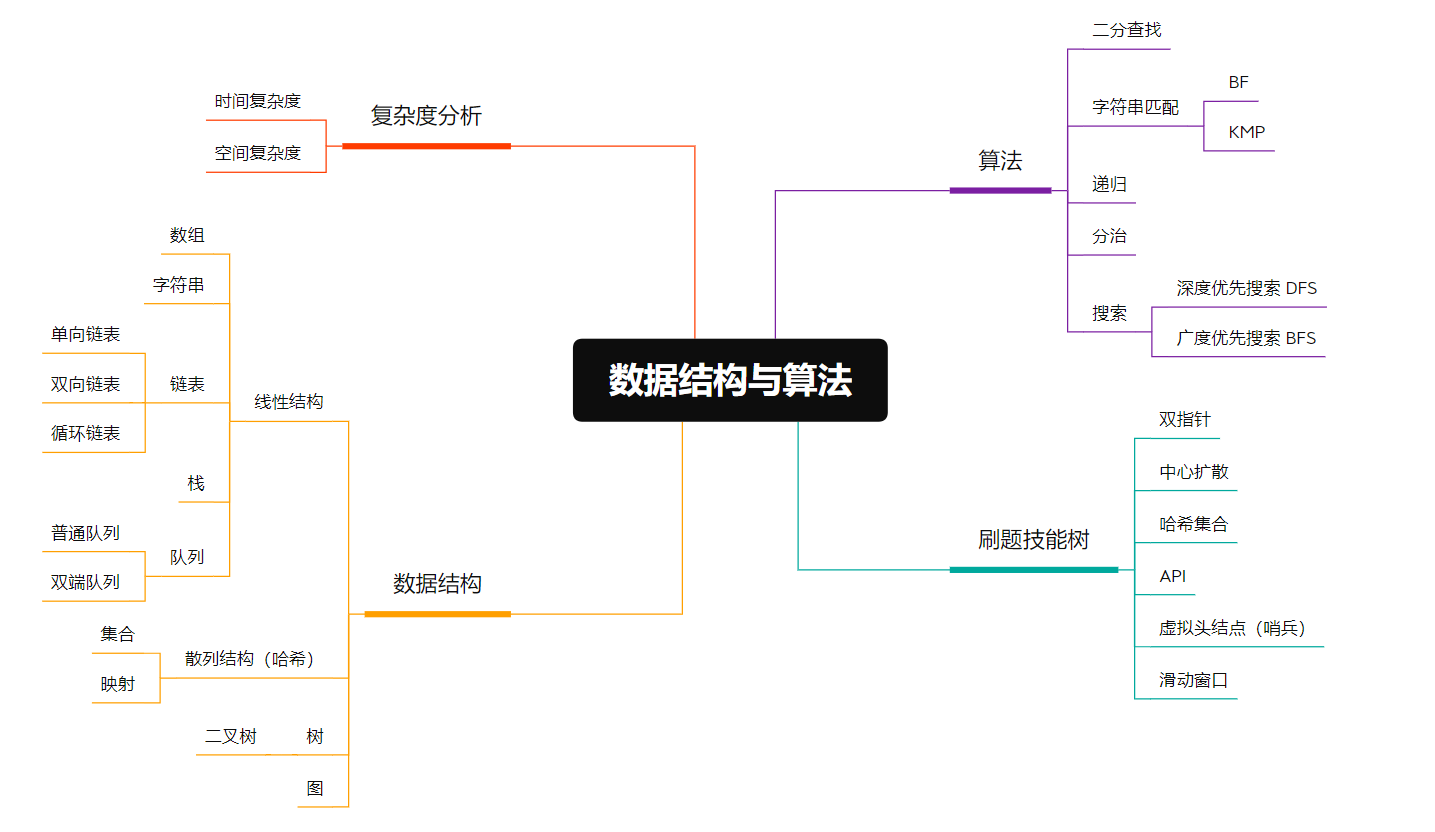 数据结构与算法
复杂度分析
时间复杂度
空间复杂度
数据结构
线性结构
数组
字符串
链表
单向链表
双向链表
循环链表
栈
队列
普通队列
双端队列
散列结构（哈希）
集合
映射
树
二叉树
图
算法
二分查找
字符串匹配
BF
KMP
递归
分治
搜索
深度优先搜索 DFS
广度优先搜索 BFS
刷题技能树
双指针
中心扩散
哈希集合
API
虚拟头结点（哨兵）
滑动窗口